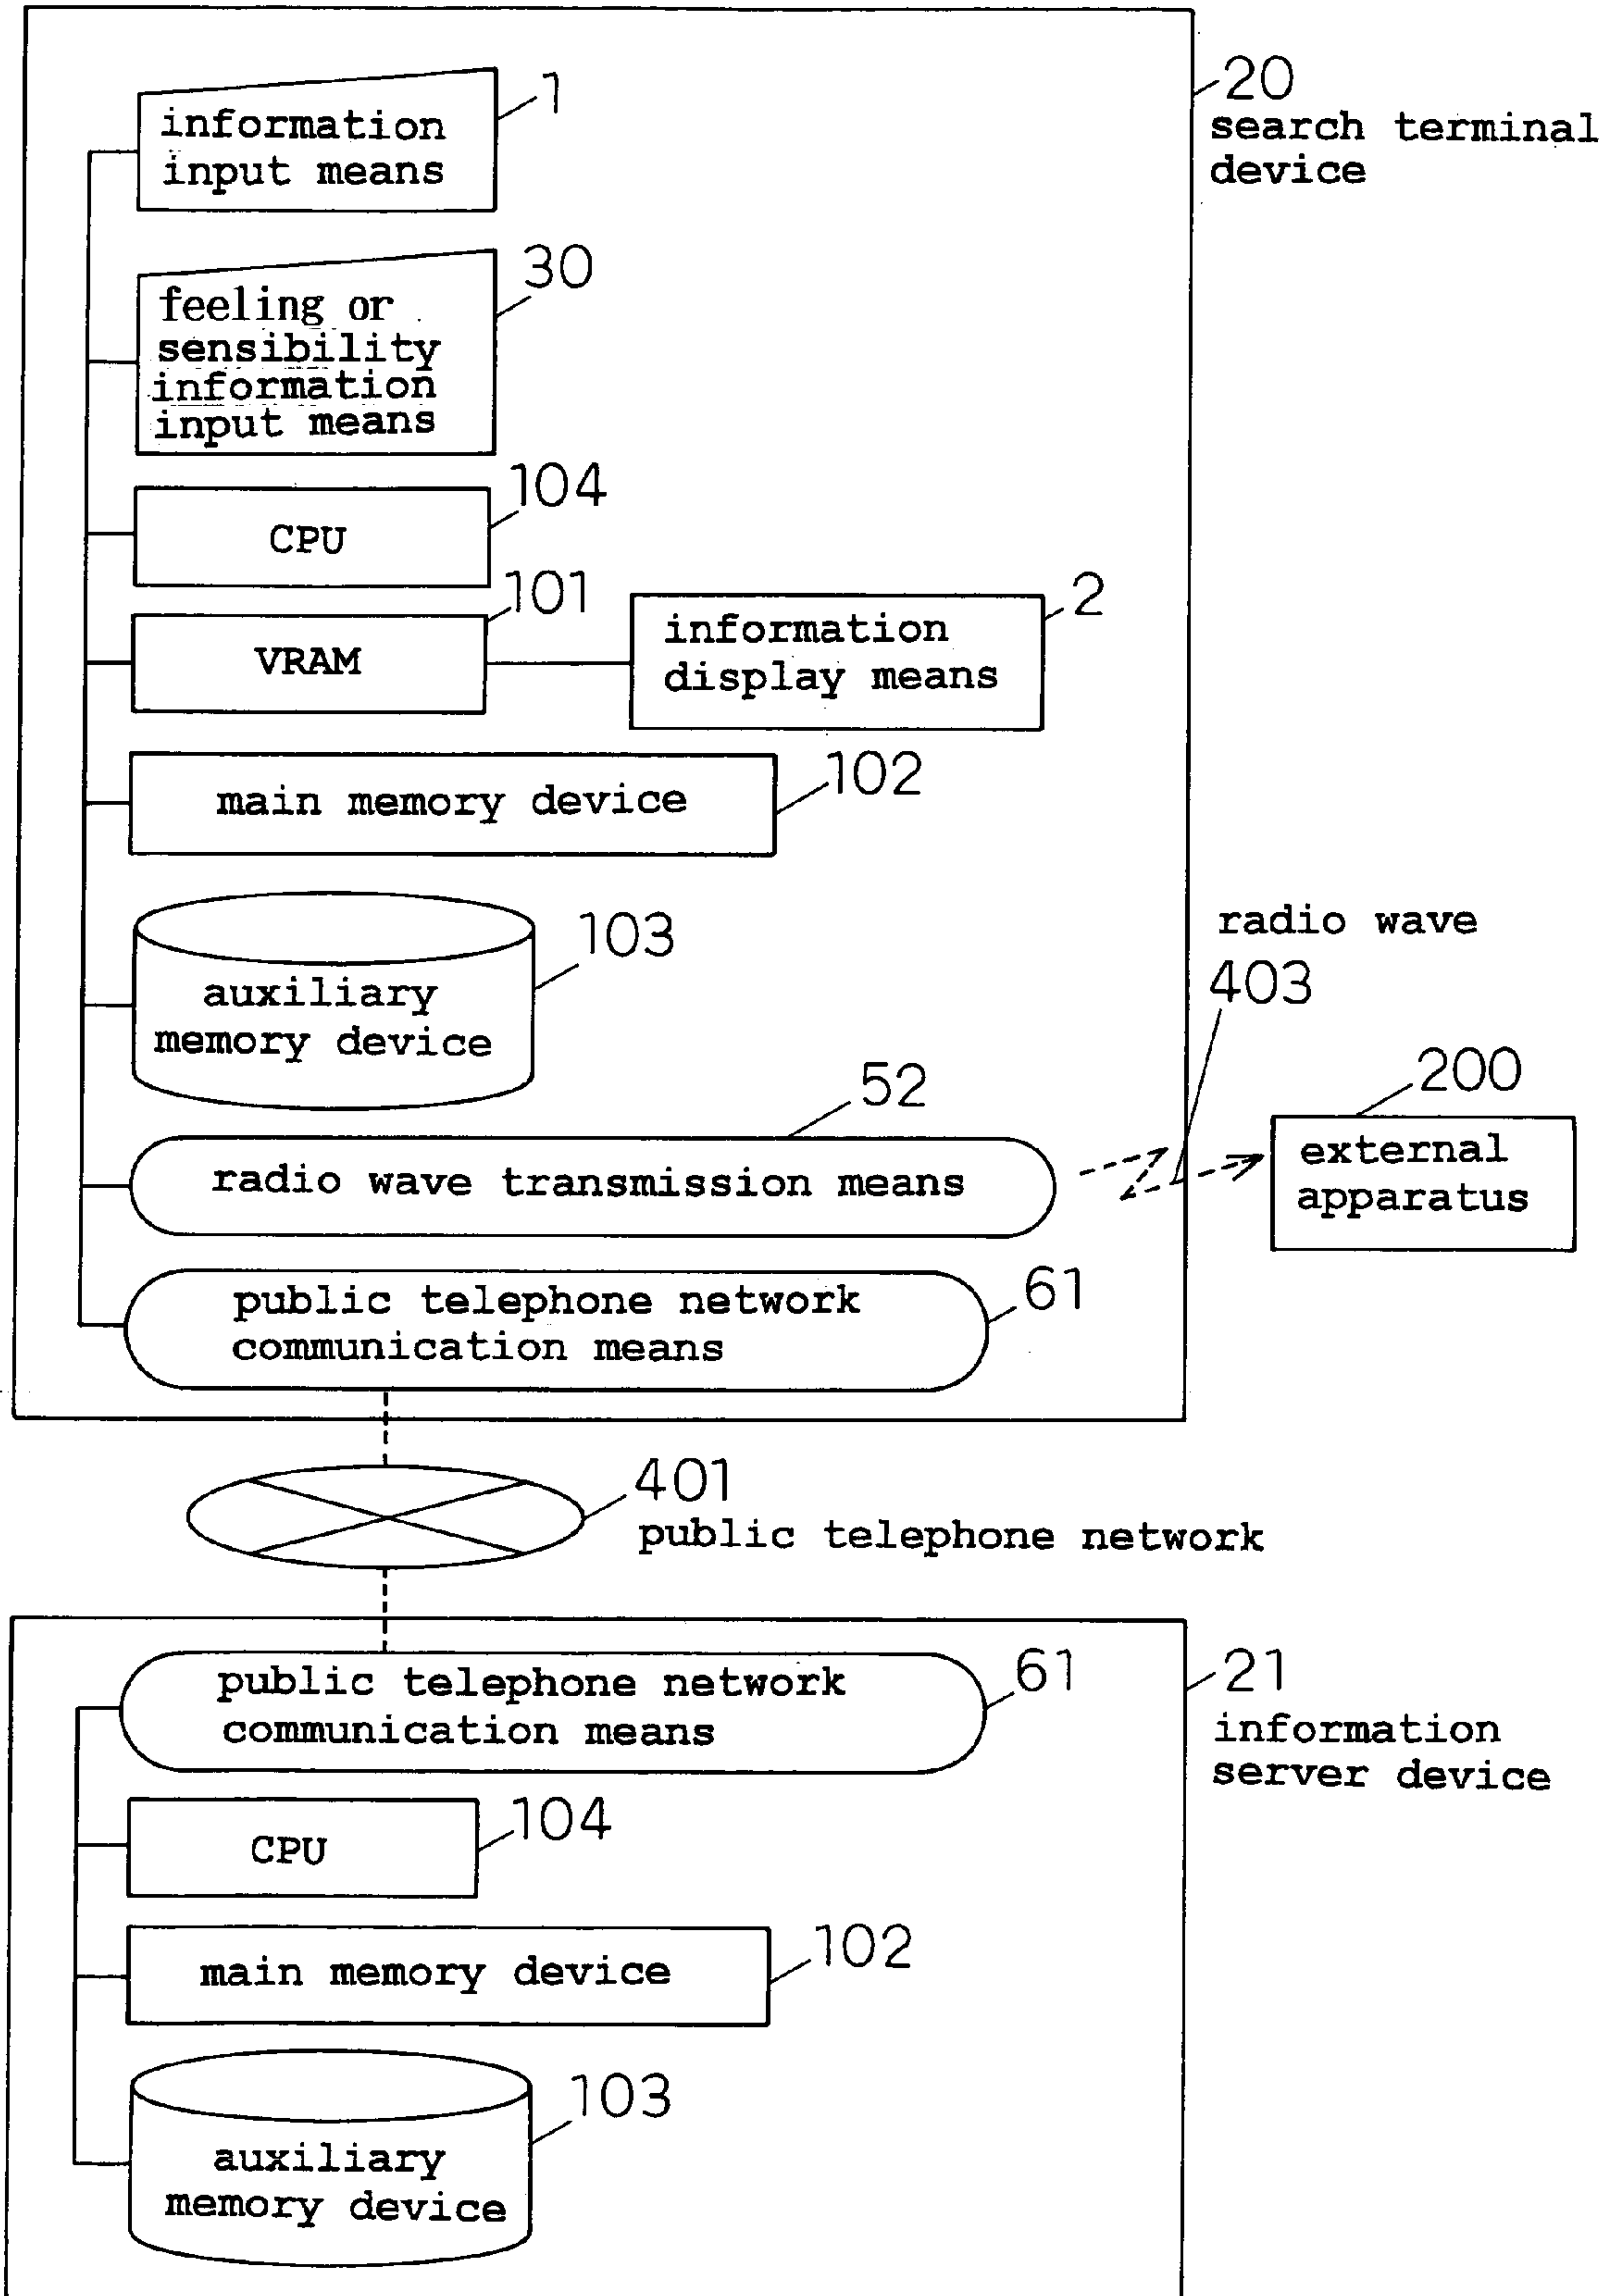 1
information
input means
20
search terminal
device
30
feeling or
sensibility
information
input means
104
CPU
101
VRAM
2
information
display means
102
main memory device
103
auxiliary
memory device
radio wave
403
52
radio wave transmission means
200
external
apparatus
61
public telephone network
communication means
401
public telephone network
61
public telephone network
communication means
21
information
server device
104
CPU
102
main memory device
103
auxiliary
memory device